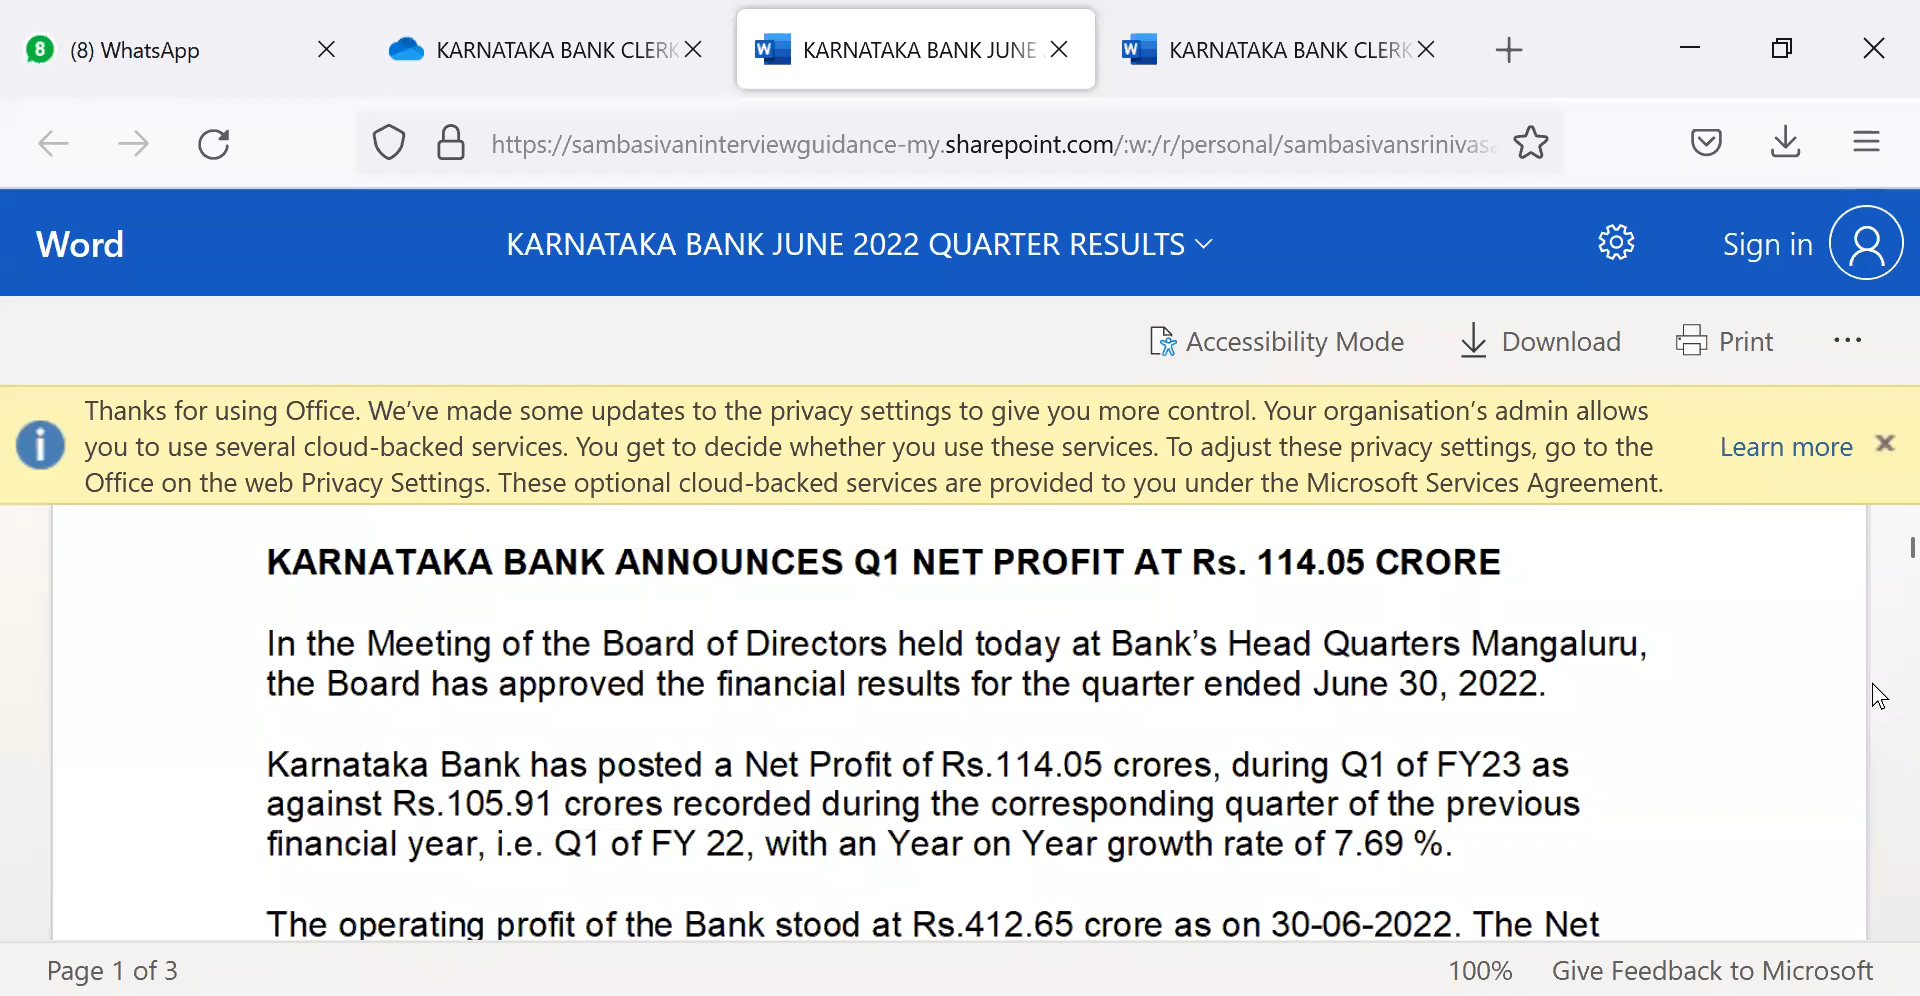 8 (8) WhatsApp
KARNATAKA BANK CLERK
KARNATAKA BANK JUNE
KARNATAKA BANK CLERK
https://sambasivaninterviewguidance-my.sharepoint.com/:w:/r/personal/sambasivansrinivas
Word
KARNATAKA BANK JUNE 2022 QUARTER RESULTS
Sign in
Accessibility Mode
Download
Print
Thanks for using Office. We've made some updates to the privacy settings to give you more control. Your organisation's admin allows
you to use several cloud-backed services. You get to decide whether you use these services. To adjust these privacy settings, go to the
Office on the web Privacy Settings. These optional cloud-backed services are provided to you under the Microsoft Services Agreement.
Learn more
KARNATAKA BANK ANNOUNCES Q1 NET PROFIT AT Rs. 114.05 CRORE
In the Meeting of the Board of Directors held today at Bank's Head Quarters Mangaluru,
the Board has approved the financial results for the quarter ended June 30, 2022.
Karnataka Bank has posted a Net Profit of Rs.114.05 crores, during Q1 of FY23 as
against Rs.105.91 crores recorded during the corresponding quarter of the previous
financial year, i.e. Q1 of FY 22, with an Year on Year growth rate of 7.69 %.
The operating profit of the Bank stood at Rs.412.65 crore as on 30-06-2022. The Net
Page 1 of 3
100%
Give Feedback to Microsoft